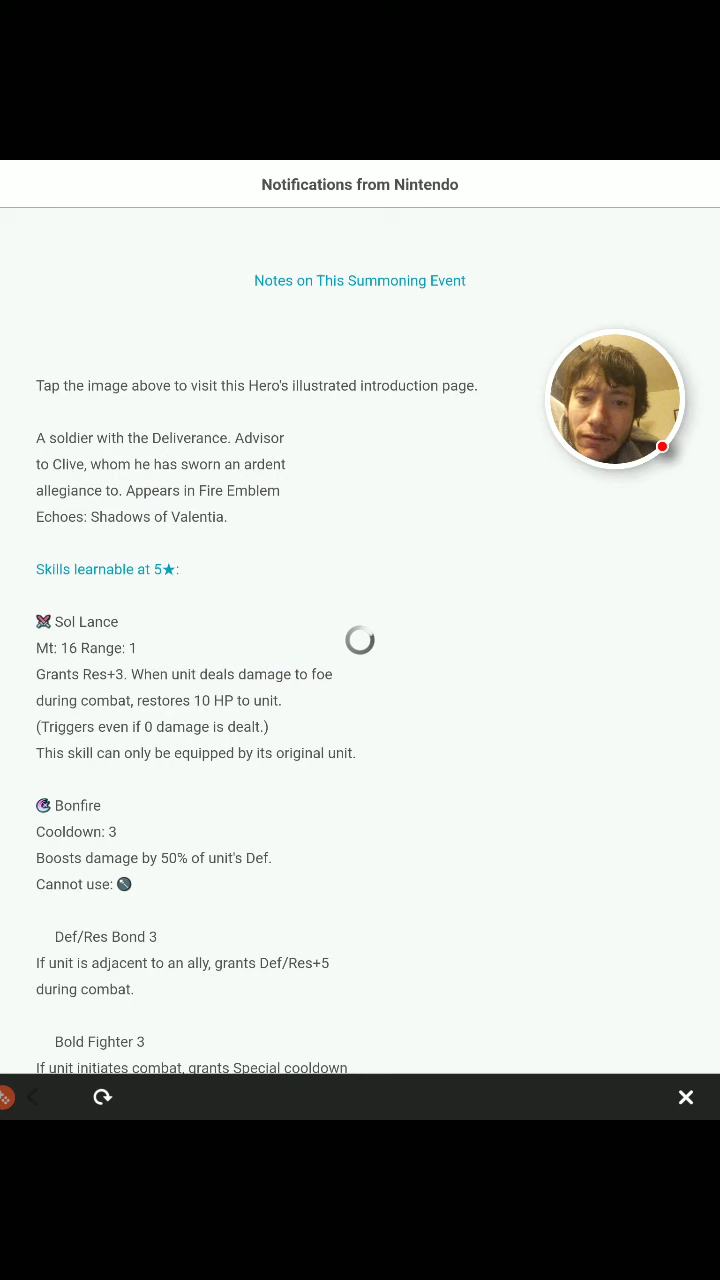 Notifications from Nintendo
Notes on This Summoning Event
Tap the image above to visit this Hero's illustrated introduction page.
A soldier with the Deliverance. Advisor
to Clive, whom he has sworn an ardent
allegiance to. Appears in Fire Emblem
Echoes: Shadows of Valentia.
Skills learnable at 5★:
Sol Lance
Mt: 16 Range: 1
Grants Res+3. When unit deals damage to foe
during combat, restores 10 HP to unit.
(Triggers even if 0 damage is dealt.)
This skill can only be equipped by its original unit.
Bonfire
Cooldown: 3
Boosts damage by 50% of unit's Def.
Cannot use:
Def/Res Bond 3
If unit is adjacent to an ally, grants Def/Res+5
during combat.
Bold Fighter 3
If unit initiates combat, grants Special cooldown